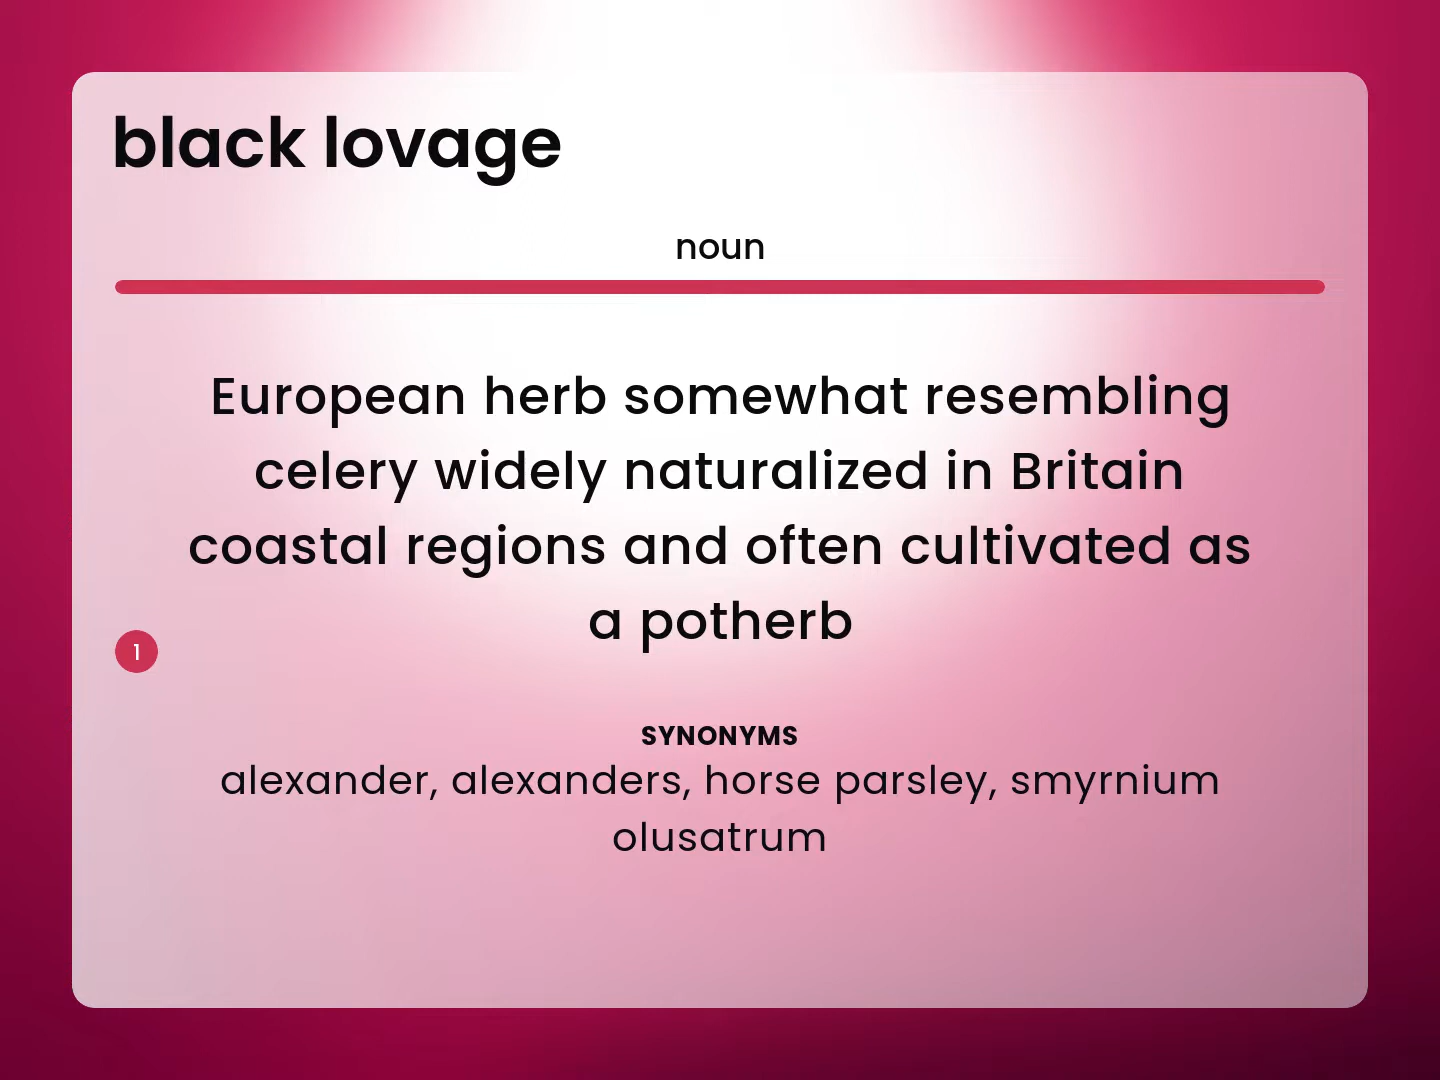 black lovage
noun
European herb somewhat resembling
celery widely naturalized in Britain
coastal regions and often cultivated as
a potherb
1
SYNONYMS
alexander, alexanders, horse parsley, smyrnium
olusatrum